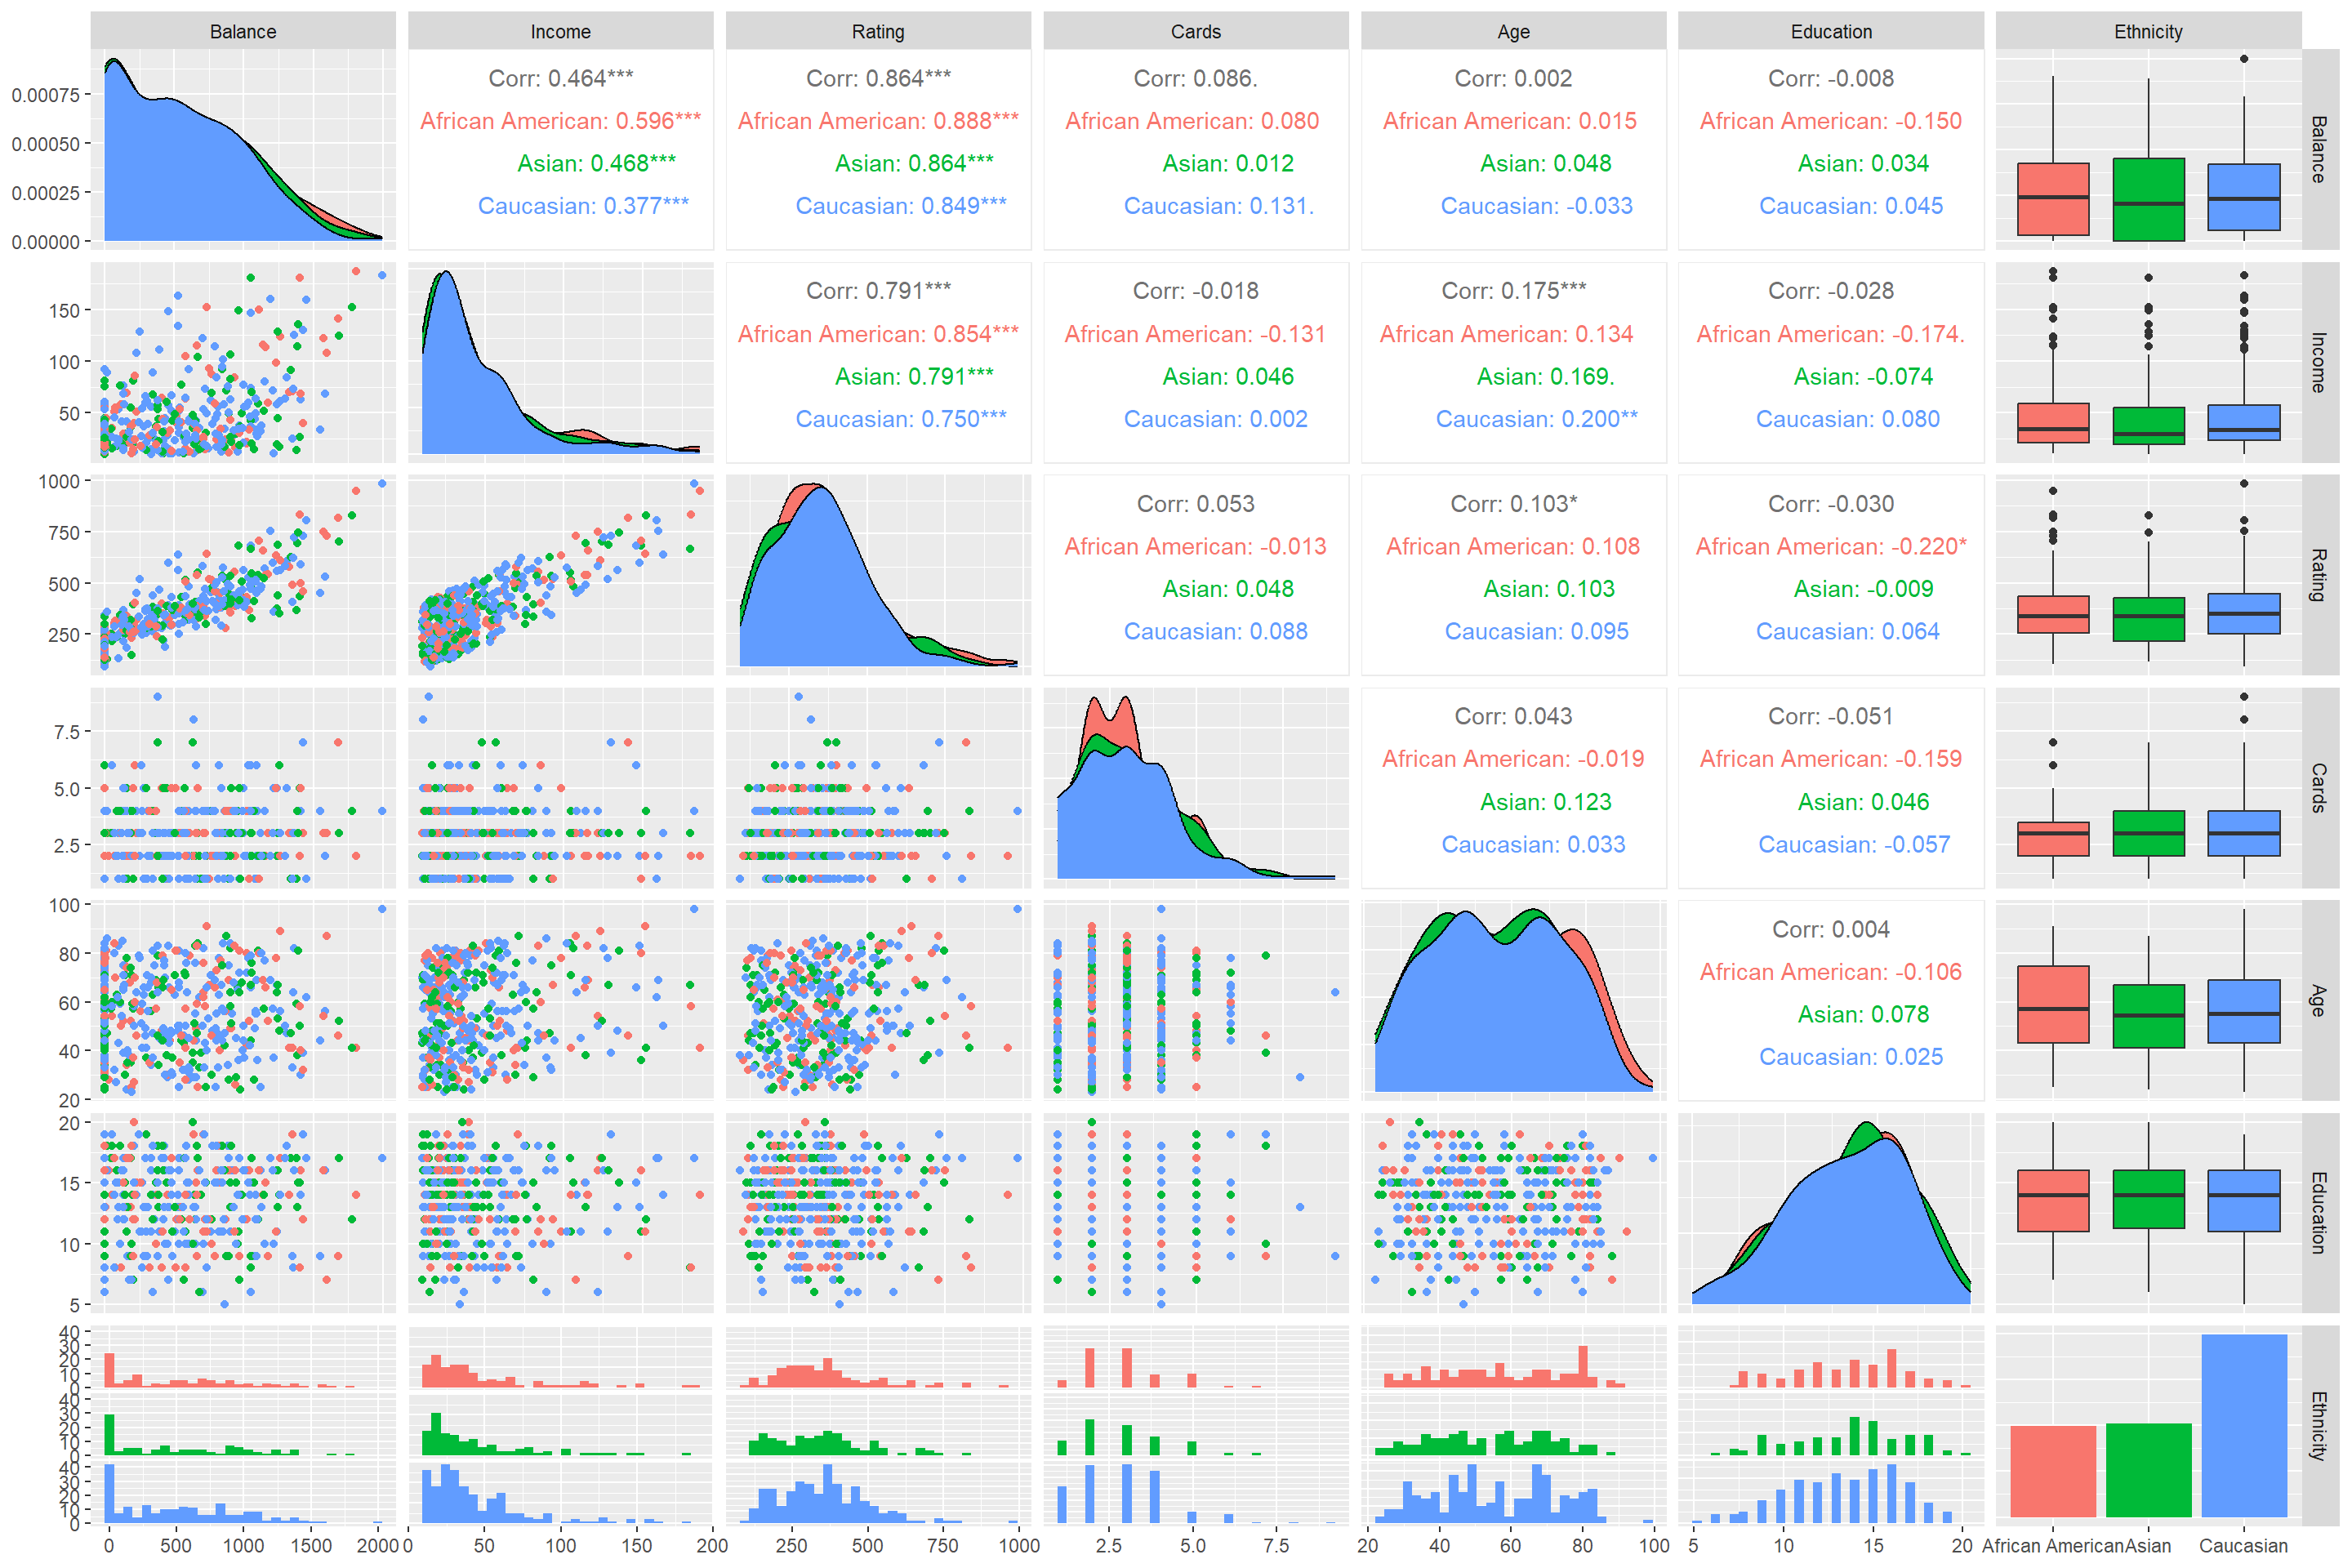 Balance Income Rating Cards Age Education Ethnicity
Corr: 0.464*** Corr: 0.864*** Corr: 0.086. Corr: 0.002 Corr: -0.008
African American: 0.596*** African American: 0.888*** African American: 0.080 African American: 0.015 African American: -0.150
Asian: 0.468*** Asian: 0.864*** Asian: 0.012 Asian: 0.048 Asian: 0.034
Caucasian: 0.377*** Caucasian: 0.849*** Caucasian: 0.131. Caucasian: -0.033 Caucasian: 0.045
0.00075
0.00050
0.00025
0.00000
Balance
Corr: 0.791*** Corr: -0.018 Corr: 0.175*** Corr: -0.028
African American: 0.854*** African American: -0.131 African American: 0.134 African American: -0.174.
Asian: 0.791*** Asian: 0.046 Asian: 0.169. Asian: -0.074
Caucasian: 0.750*** Caucasian: 0.002 Caucasian: 0.200** Caucasian: 0.080
150
100
50
Income
Corr: 0.053 Corr: 0.103* Corr: -0.030
African American: -0.013 African American: 0.108 African American: -0.220*
Asian: 0.048 Asian: 0.103 Asian: -0.009
Caucasian: 0.088 Caucasian: 0.095 Caucasian: 0.064
1000
750
500
250
Rating
Corr: 0.043 Corr: -0.051
African American: -0.019 African American: -0.159
Asian: 0.123 Asian: 0.046
Caucasian: 0.033 Caucasian: -0.057
7.5
5.0
2.5
Cards
Corr: 0.004
African American: -0.106
Asian: 0.078
Caucasian: 0.025
100
80
60
40
20
Age
20
15
10
5
Education
40
30
20
10
0
40
30
20
10
0
40
30
20
10
0
Ethnicity
0 500 1000 1500 2000 0 50 100 150 200 250 500 750 1000 2.5 5.0 7.5 20 40 60 80 100 5 10 15 20 African American Asian Caucasian